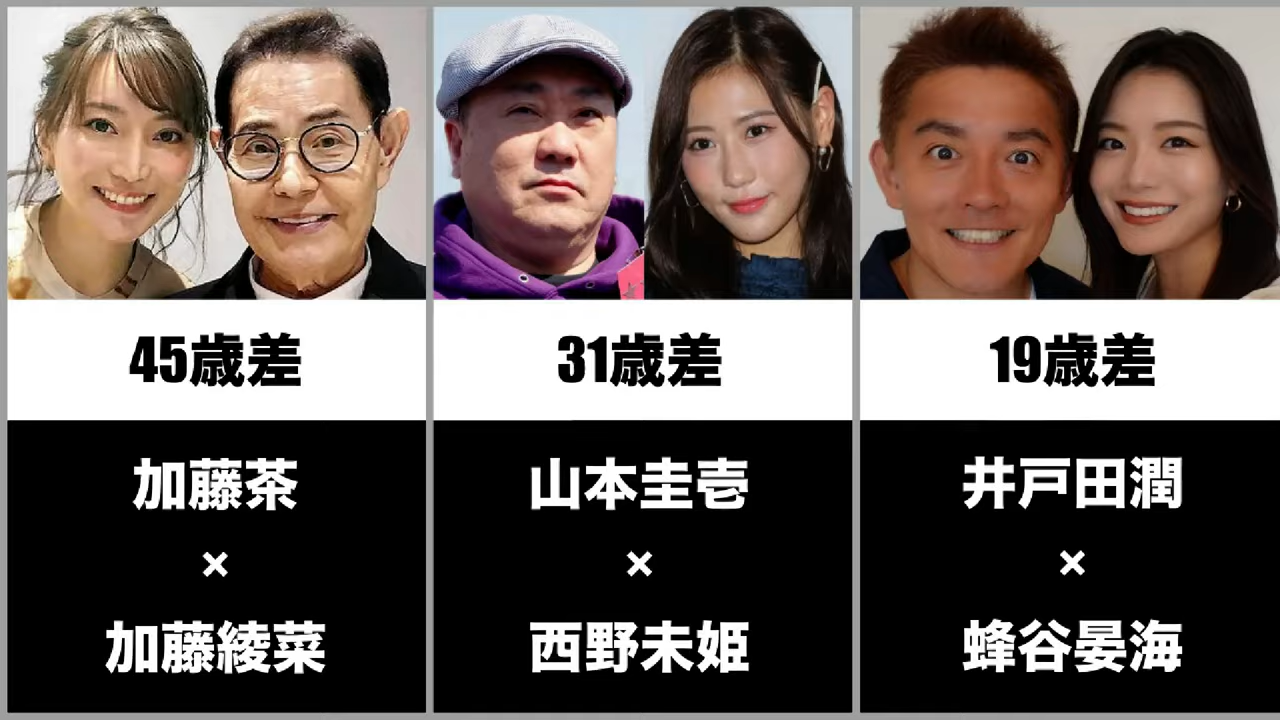 45歳差
加藤茶
×
加藤綾菜
31歳差
山本圭壱
×
西野未姫
19歳差
井戸田潤
×
蜂谷晏海